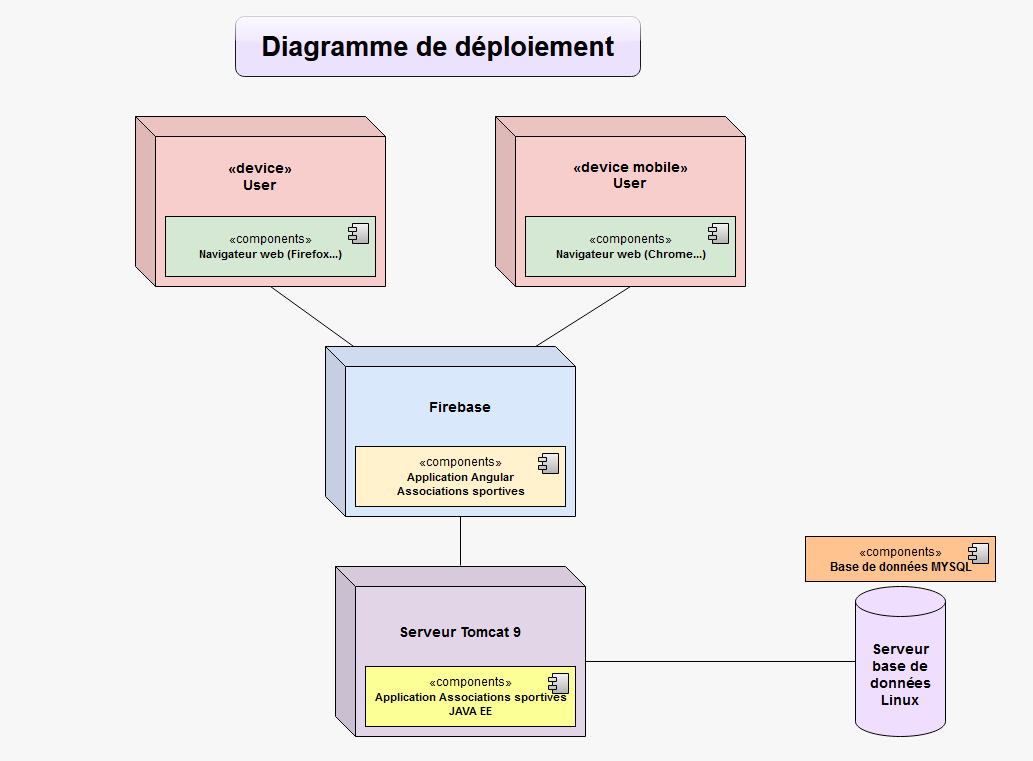 Diagramme de déploiement
«device»
User
«components»
Navigateur web (Firefox...)
«device mobile»
User
«components»
Navigateur web (Chrome...)
Firebase
«components»
Application Angular
Associations sportives
«components»
Base de données MYSQL
Serveur Tomcat 9
«components»
Application Associations sportives
JAVA EE
Serveur
base de
données
Linux